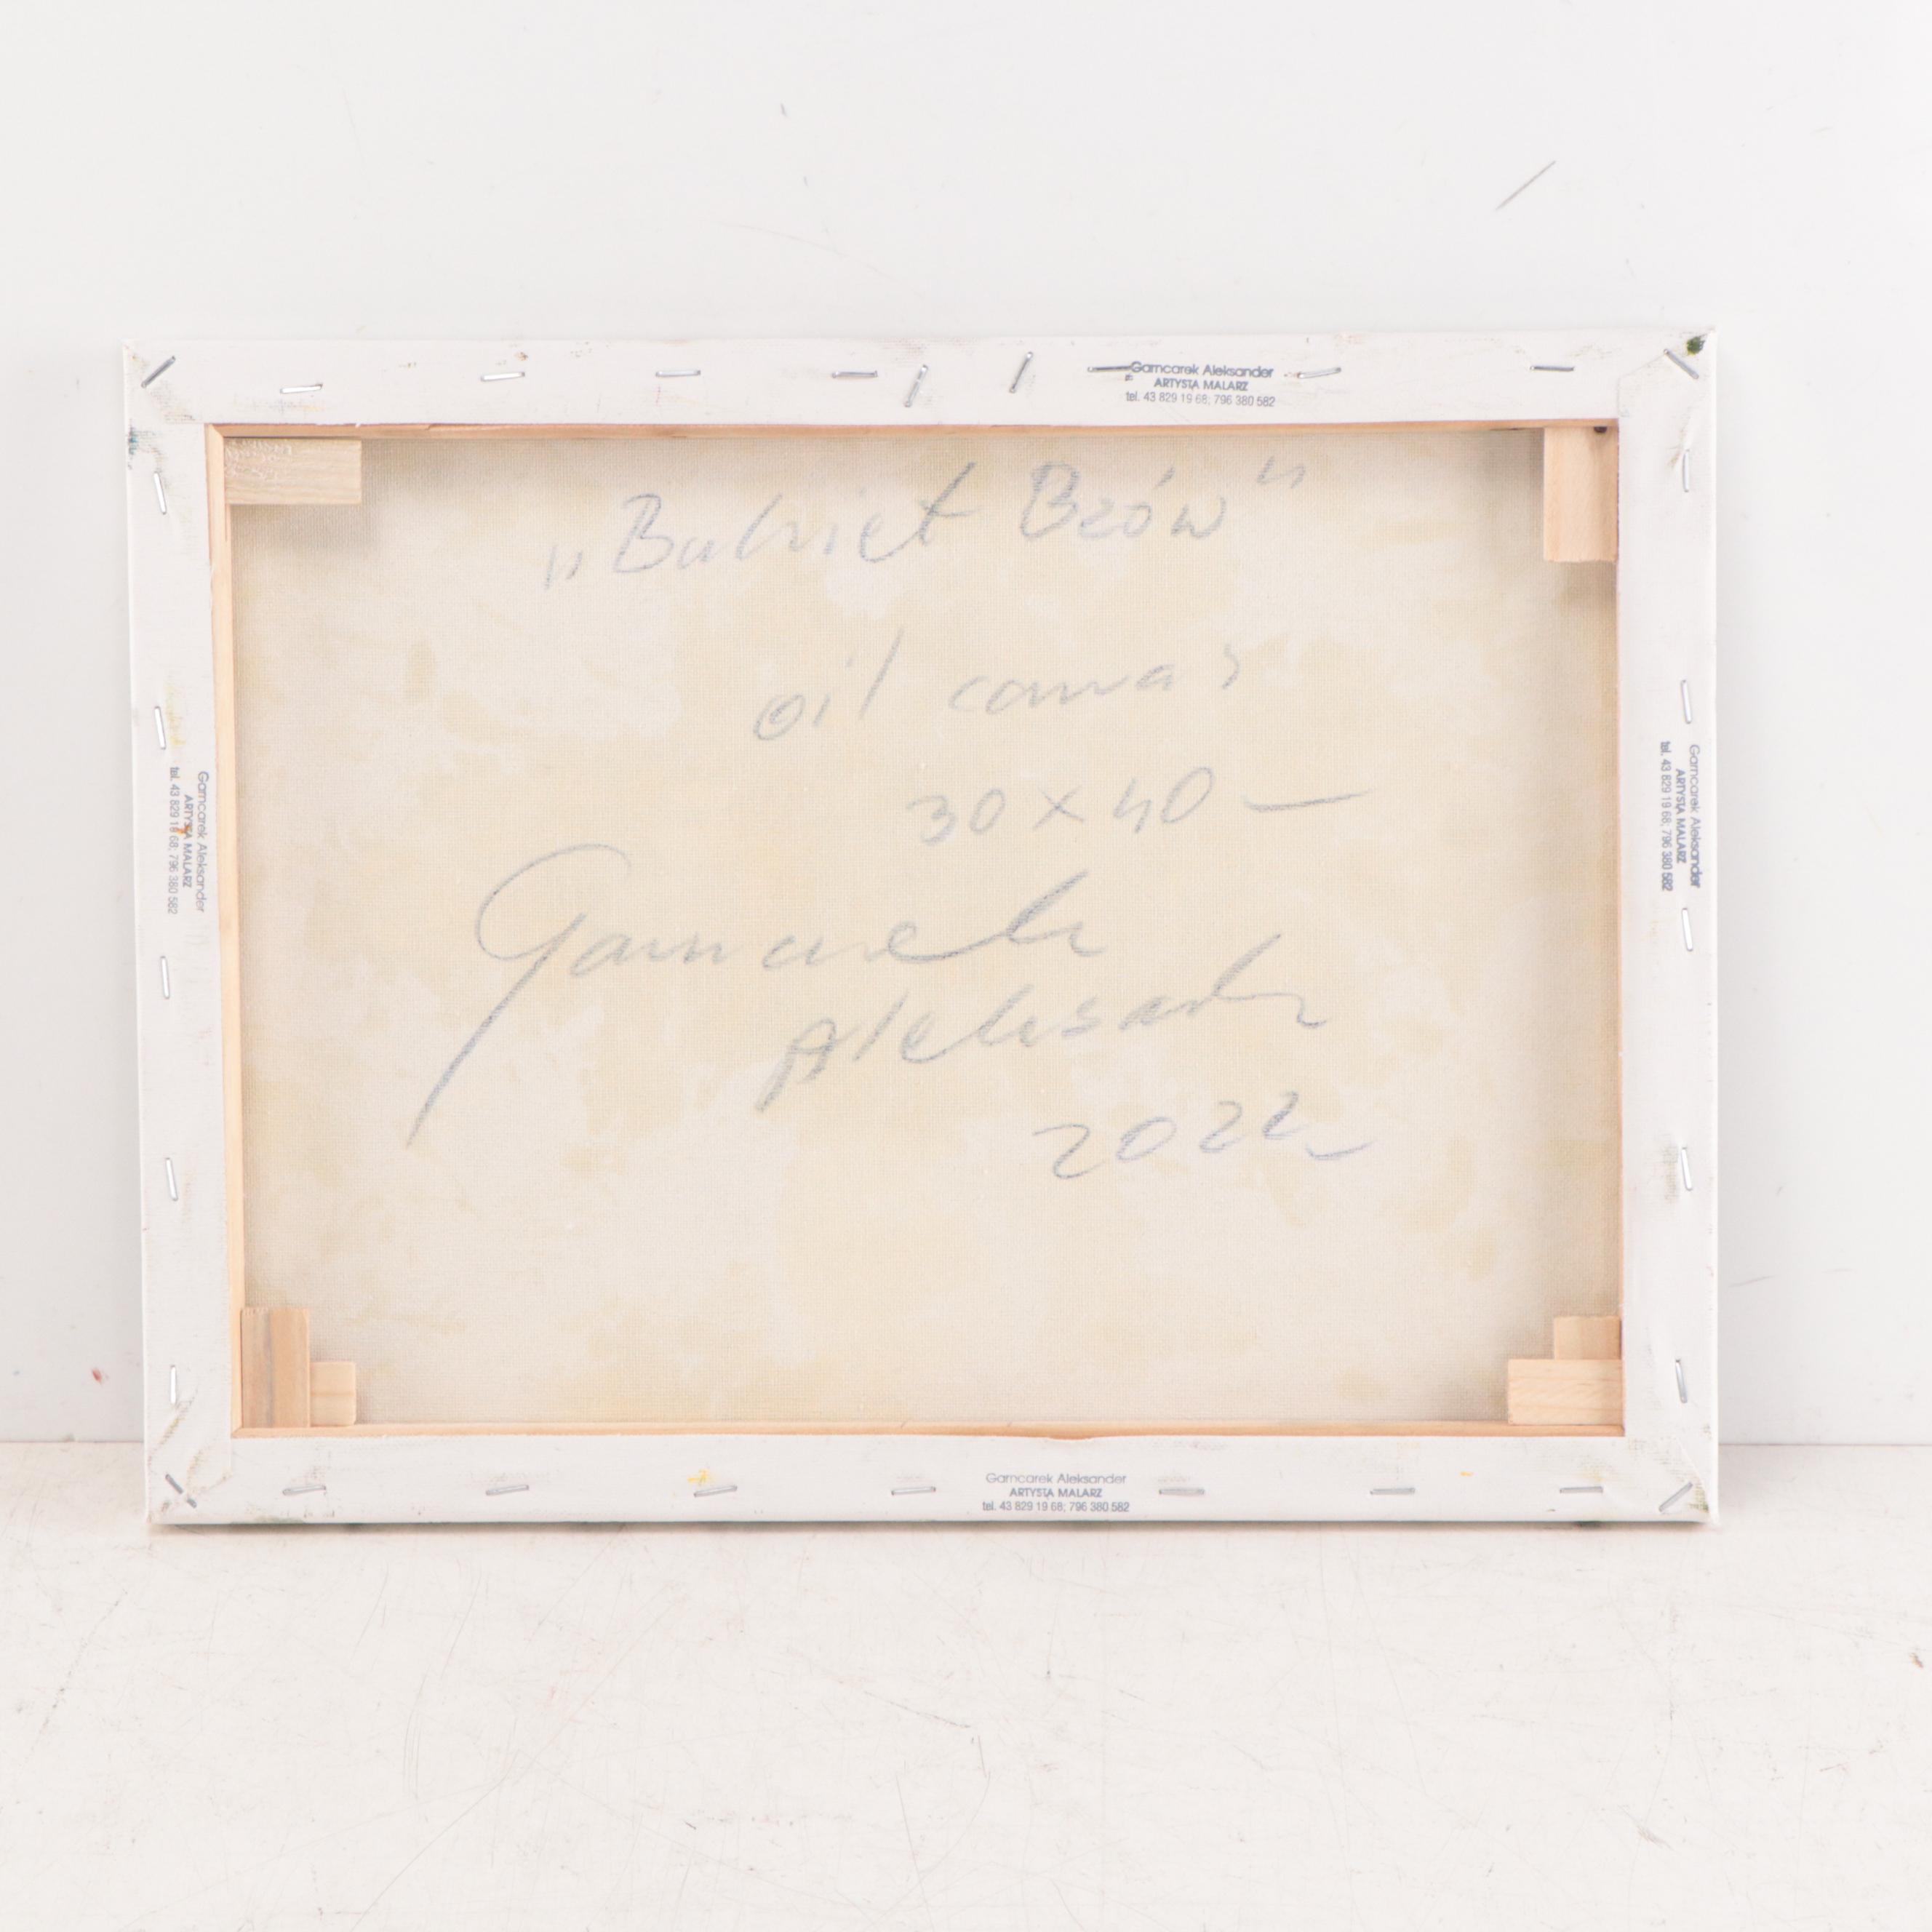 Garncarek Aleksander
ARTYSTA MALARZ
tel. 43 829 19 68; 796 380 582
„Bukiet Bzów"
oil canvas
30 x 40
Garncarek
Aleksander
2022
Garncarek Aleksander
ARTYSTA MALARZ
tel. 43 829 19 68; 796 380 582
Garncarek Aleksander
ARTYSTA MALARZ
tel. 43 829 19 68; 796 380 582
Garncarek Aleksander
ARTYSTA MALARZ
tel. 43 829 19 68; 796 380 582